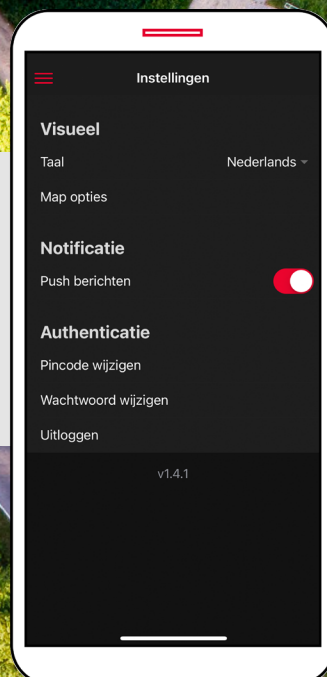 Instellingen
Visueel
Taal Nederlands
Map opties
Notificatie
Push berichten
Authenticatie
Pincode wijzigen
Wachtwoord wijzigen
Uitloggen
v1.4.1